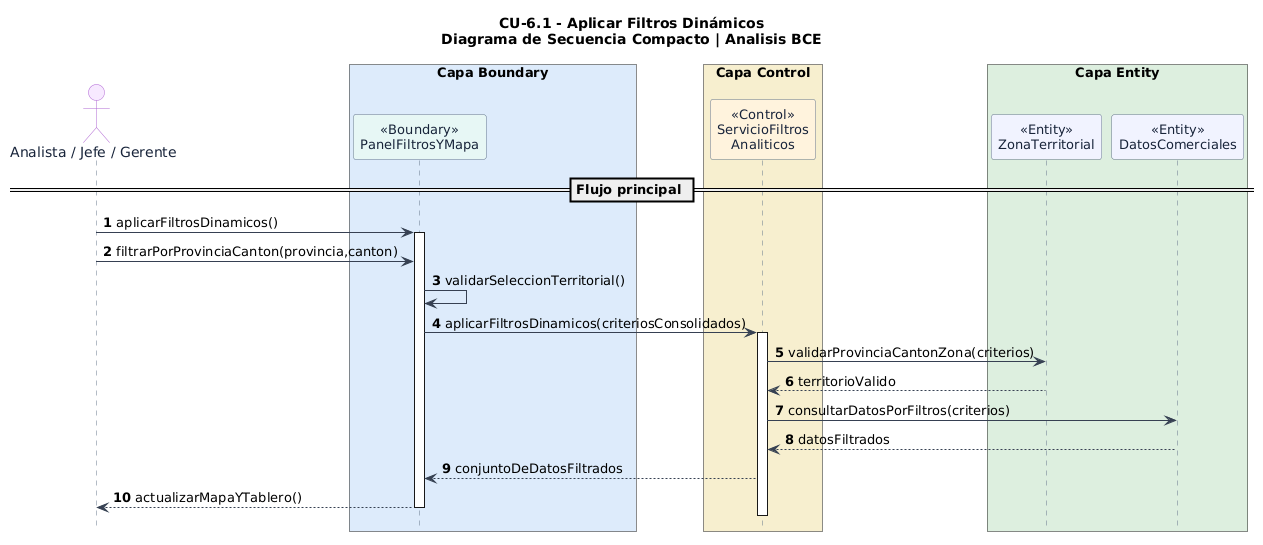 CU-6.1 - Aplicar Filtros Dinámicos
Diagrama de Secuencia Compacto | Analisis BCE
Capa Boundary
Capa Control
Capa Entity
Analista / Jefe / Gerente
«Boundary»
PanelFiltrosYMapa
«Control»
ServicioFiltros
Analiticos
«Entity»
ZonaTerritorial
«Entity»
DatosComerciales
Flujo principal
1 aplicarFiltrosDinamicos()
2 filtrarPorProvinciaCanton(provincia,canton)
3 validarSeleccionTerritorial()
4 aplicarFiltrosDinamicos(criteriosConsolidados)
5 validarProvinciaCantonZona(criterios)
6 territorioValido
7 consultarDatosPorFiltros(criterios)
8 datosFiltrados
9 conjuntoDeDatosFiltrados
10 actualizarMapaYTablero()